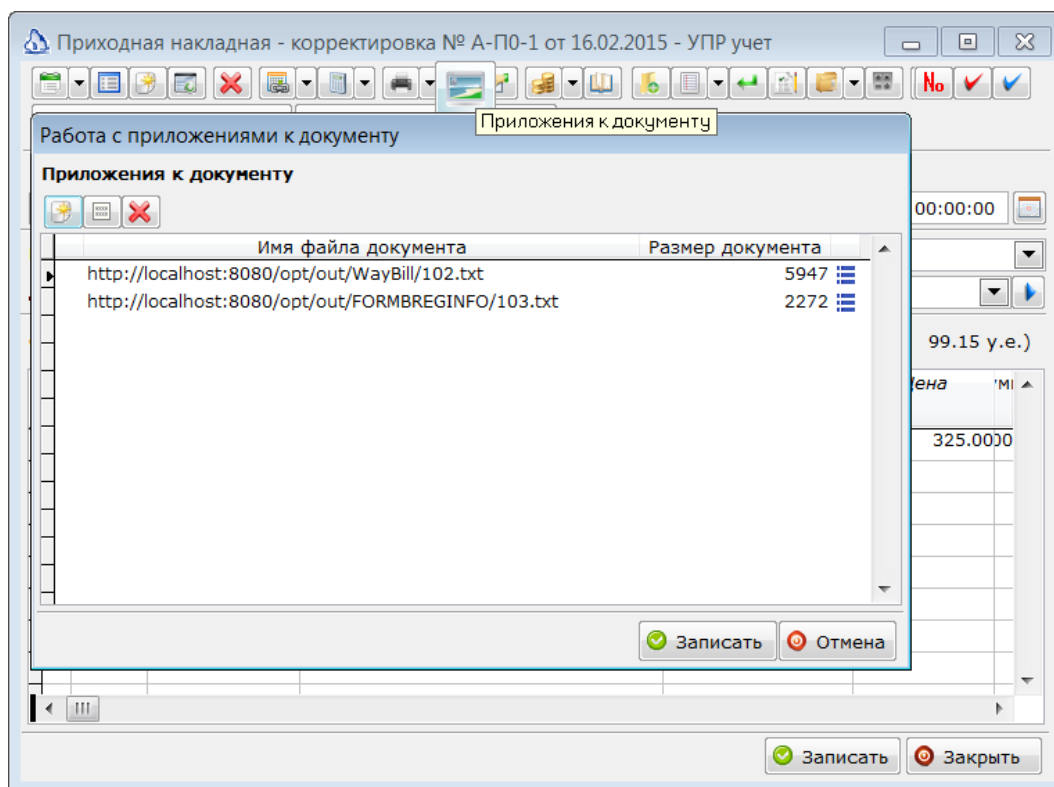 Приходная накладная - корректировка № А-П0-1 от 16.02.2015 - УПР учет
No
Приложения к документу
Работа с приложениями к документу
Приложения к документу
00:00:00
Имя файла документа Размер документа
http://localhost:8080/opt/out/WayBill/102.txt 5947
http://localhost:8080/opt/out/FORMBREGINFO/103.txt 2272
99.15 у.е.)
325.0000
Записать Отмена
Записать Закрыть